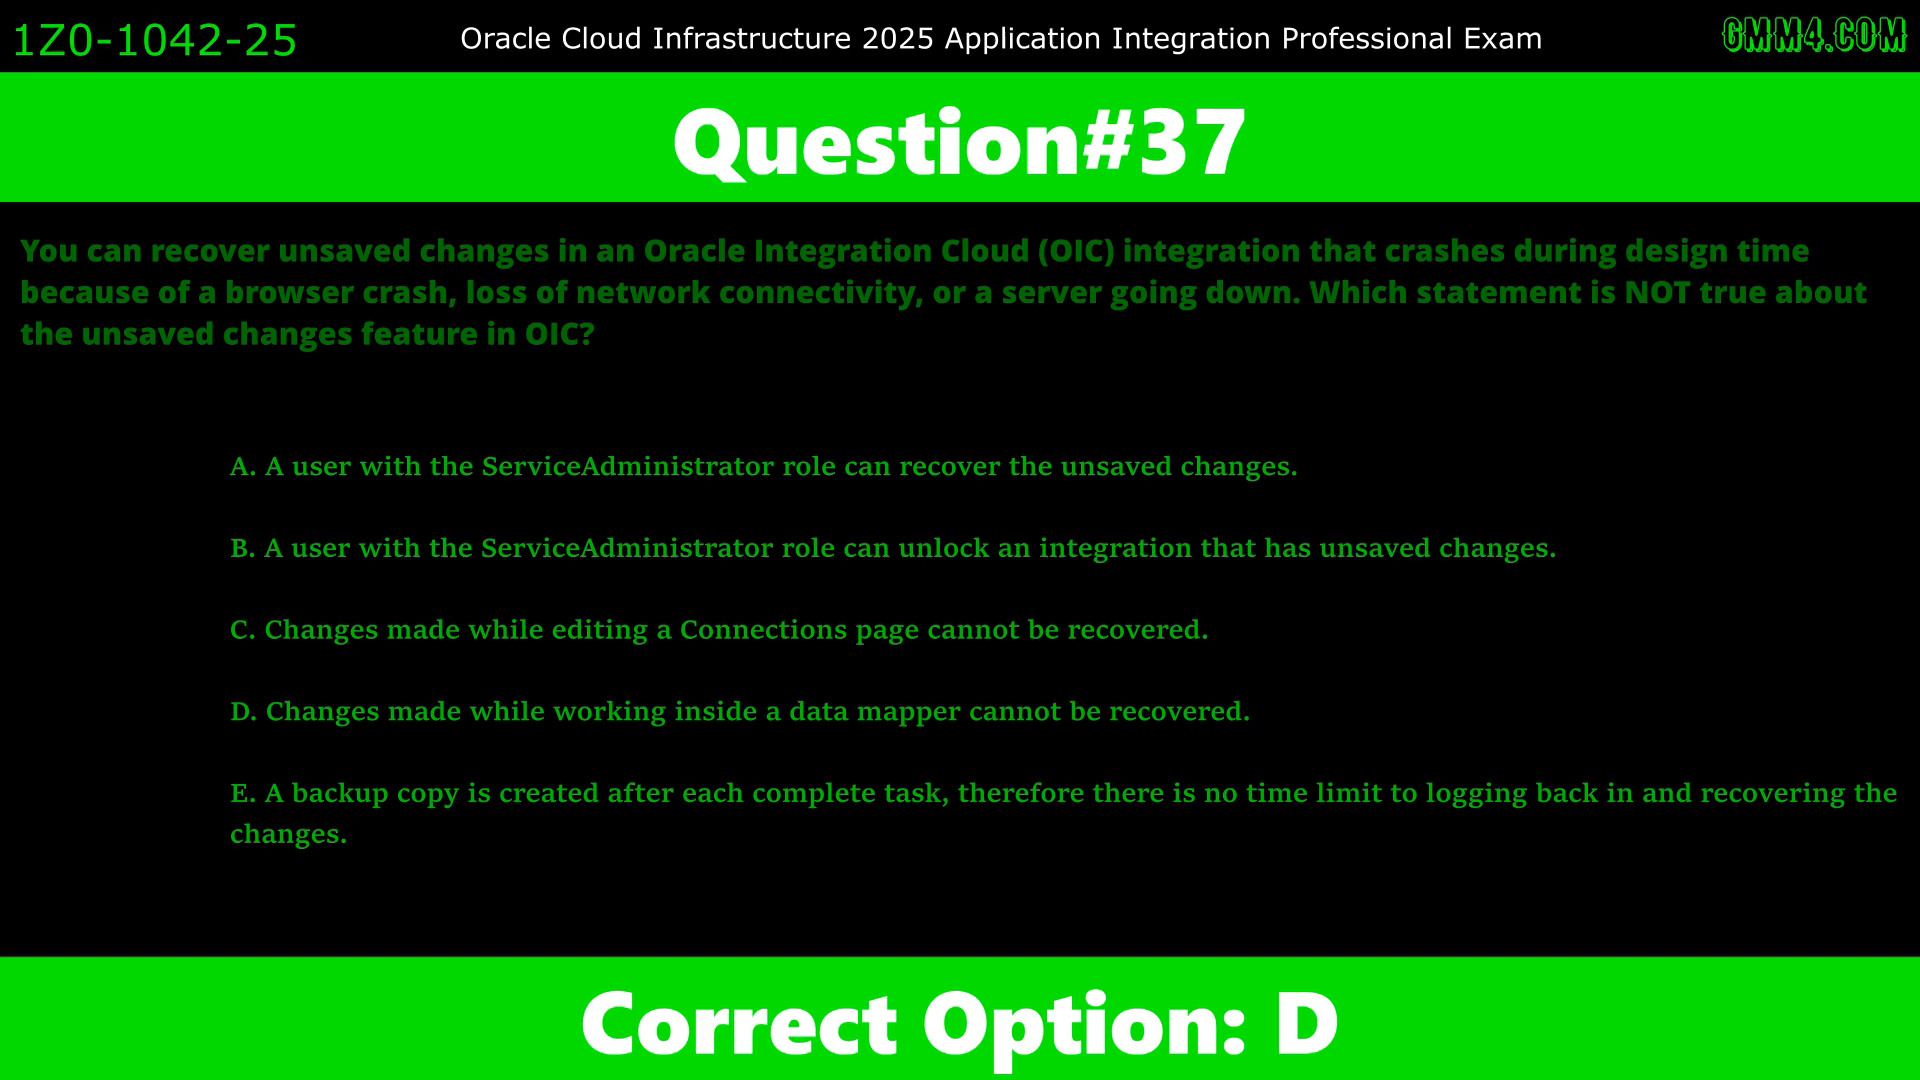 1Z0-1042-25
Oracle Cloud Infrastructure 2025 Application Integration Professional Exam
GMM4.COM
Question#37
You can recover unsaved changes in an Oracle Integration Cloud (OIC) integration that crashes during design time
because of a browser crash, loss of network connectivity, or a server going down. Which statement is NOT true about
the unsaved changes feature in OIC?
A. A user with the ServiceAdministrator role can recover the unsaved changes.
B. A user with the ServiceAdministrator role can unlock an integration that has unsaved changes.
C. Changes made while editing a Connections page cannot be recovered.
D. Changes made while working inside a data mapper cannot be recovered.
E. A backup copy is created after each complete task, therefore there is no time limit to logging back in and recovering the
changes.
Correct Option: D